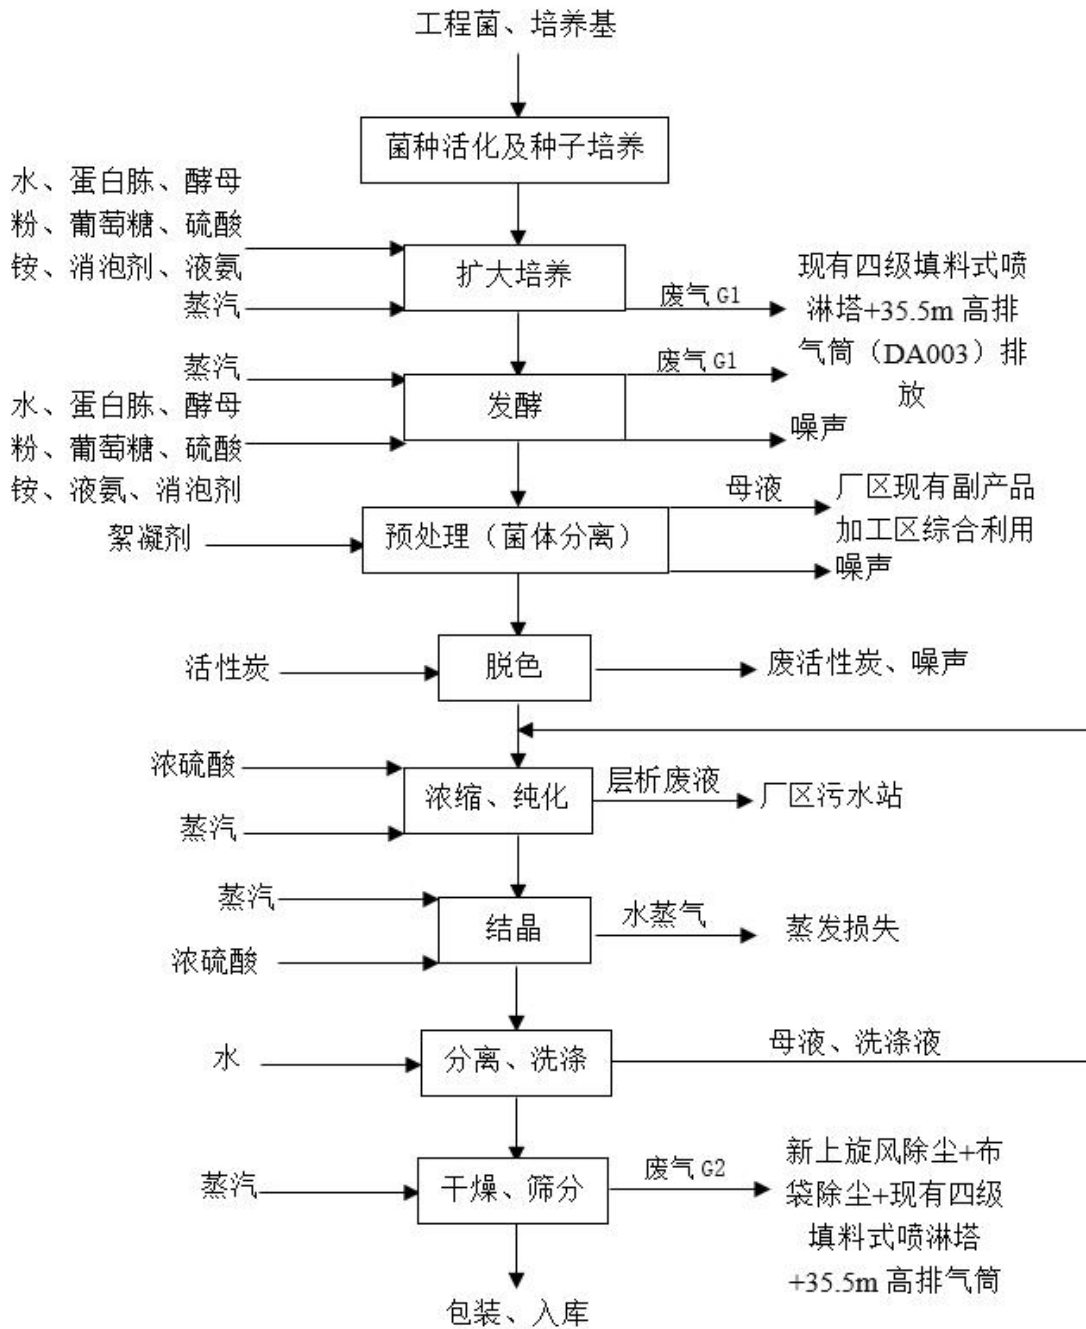 工程菌、培养基
菌种活化及种子培养
水、蛋白胨、酵母
粉、葡萄糖、硫酸
铵、消泡剂、液氨
蒸汽
扩大培养
废气 G1
现有四级填料式喷
淋塔+35.5m 高排
气筒（DA003）排
放
蒸汽
水、蛋白胨、酵母
粉、葡萄糖、硫酸
铵、液氨、消泡剂
发酵
废气 G1
噪声
絮凝剂
预处理（菌体分离）
母液
厂区现有副产品
加工区综合利用
噪声
活性炭
脱色
废活性炭、噪声
浓硫酸
蒸汽
浓缩、纯化
层析废液
厂区污水站
蒸汽
浓硫酸
结晶
水蒸气
蒸发损失
水
分离、洗涤
母液、洗涤液
蒸汽
干燥、筛分
废气 G2
新上旋风除尘+布
袋除尘+现有四级
填料式喷淋塔
+35.5m 高排气筒
包装、入库